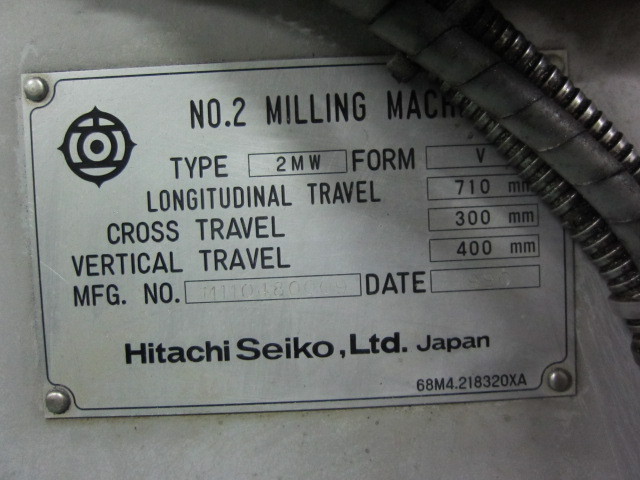 NO.2 MILLING
TYPE 2MW FORM V
LONGITUDINAL TRAVEL 710 mm
CROSS TRAVEL 300 mm
VERTICAL TRAVEL 400 mm
MFG. NO. DATE
Hitachi Seiko, Ltd. Japan
68M4.218320XA